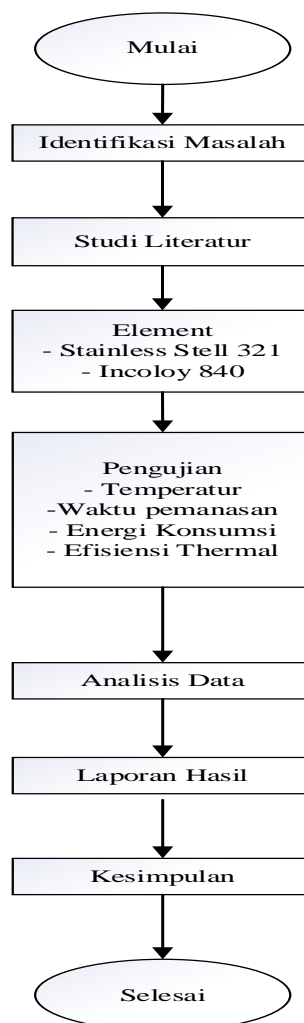 Mulai
Identifikasi Masalah
Studi Literatur
Element
- Stainless Stell 321
- Incoloy 840
Pengujian
- Temperatur
-Waktu pemanasan
- Energi Konsumsi
- Efisiensi Thermal
Analisis Data
Laporan Hasil
Kesimpulan
Selesai